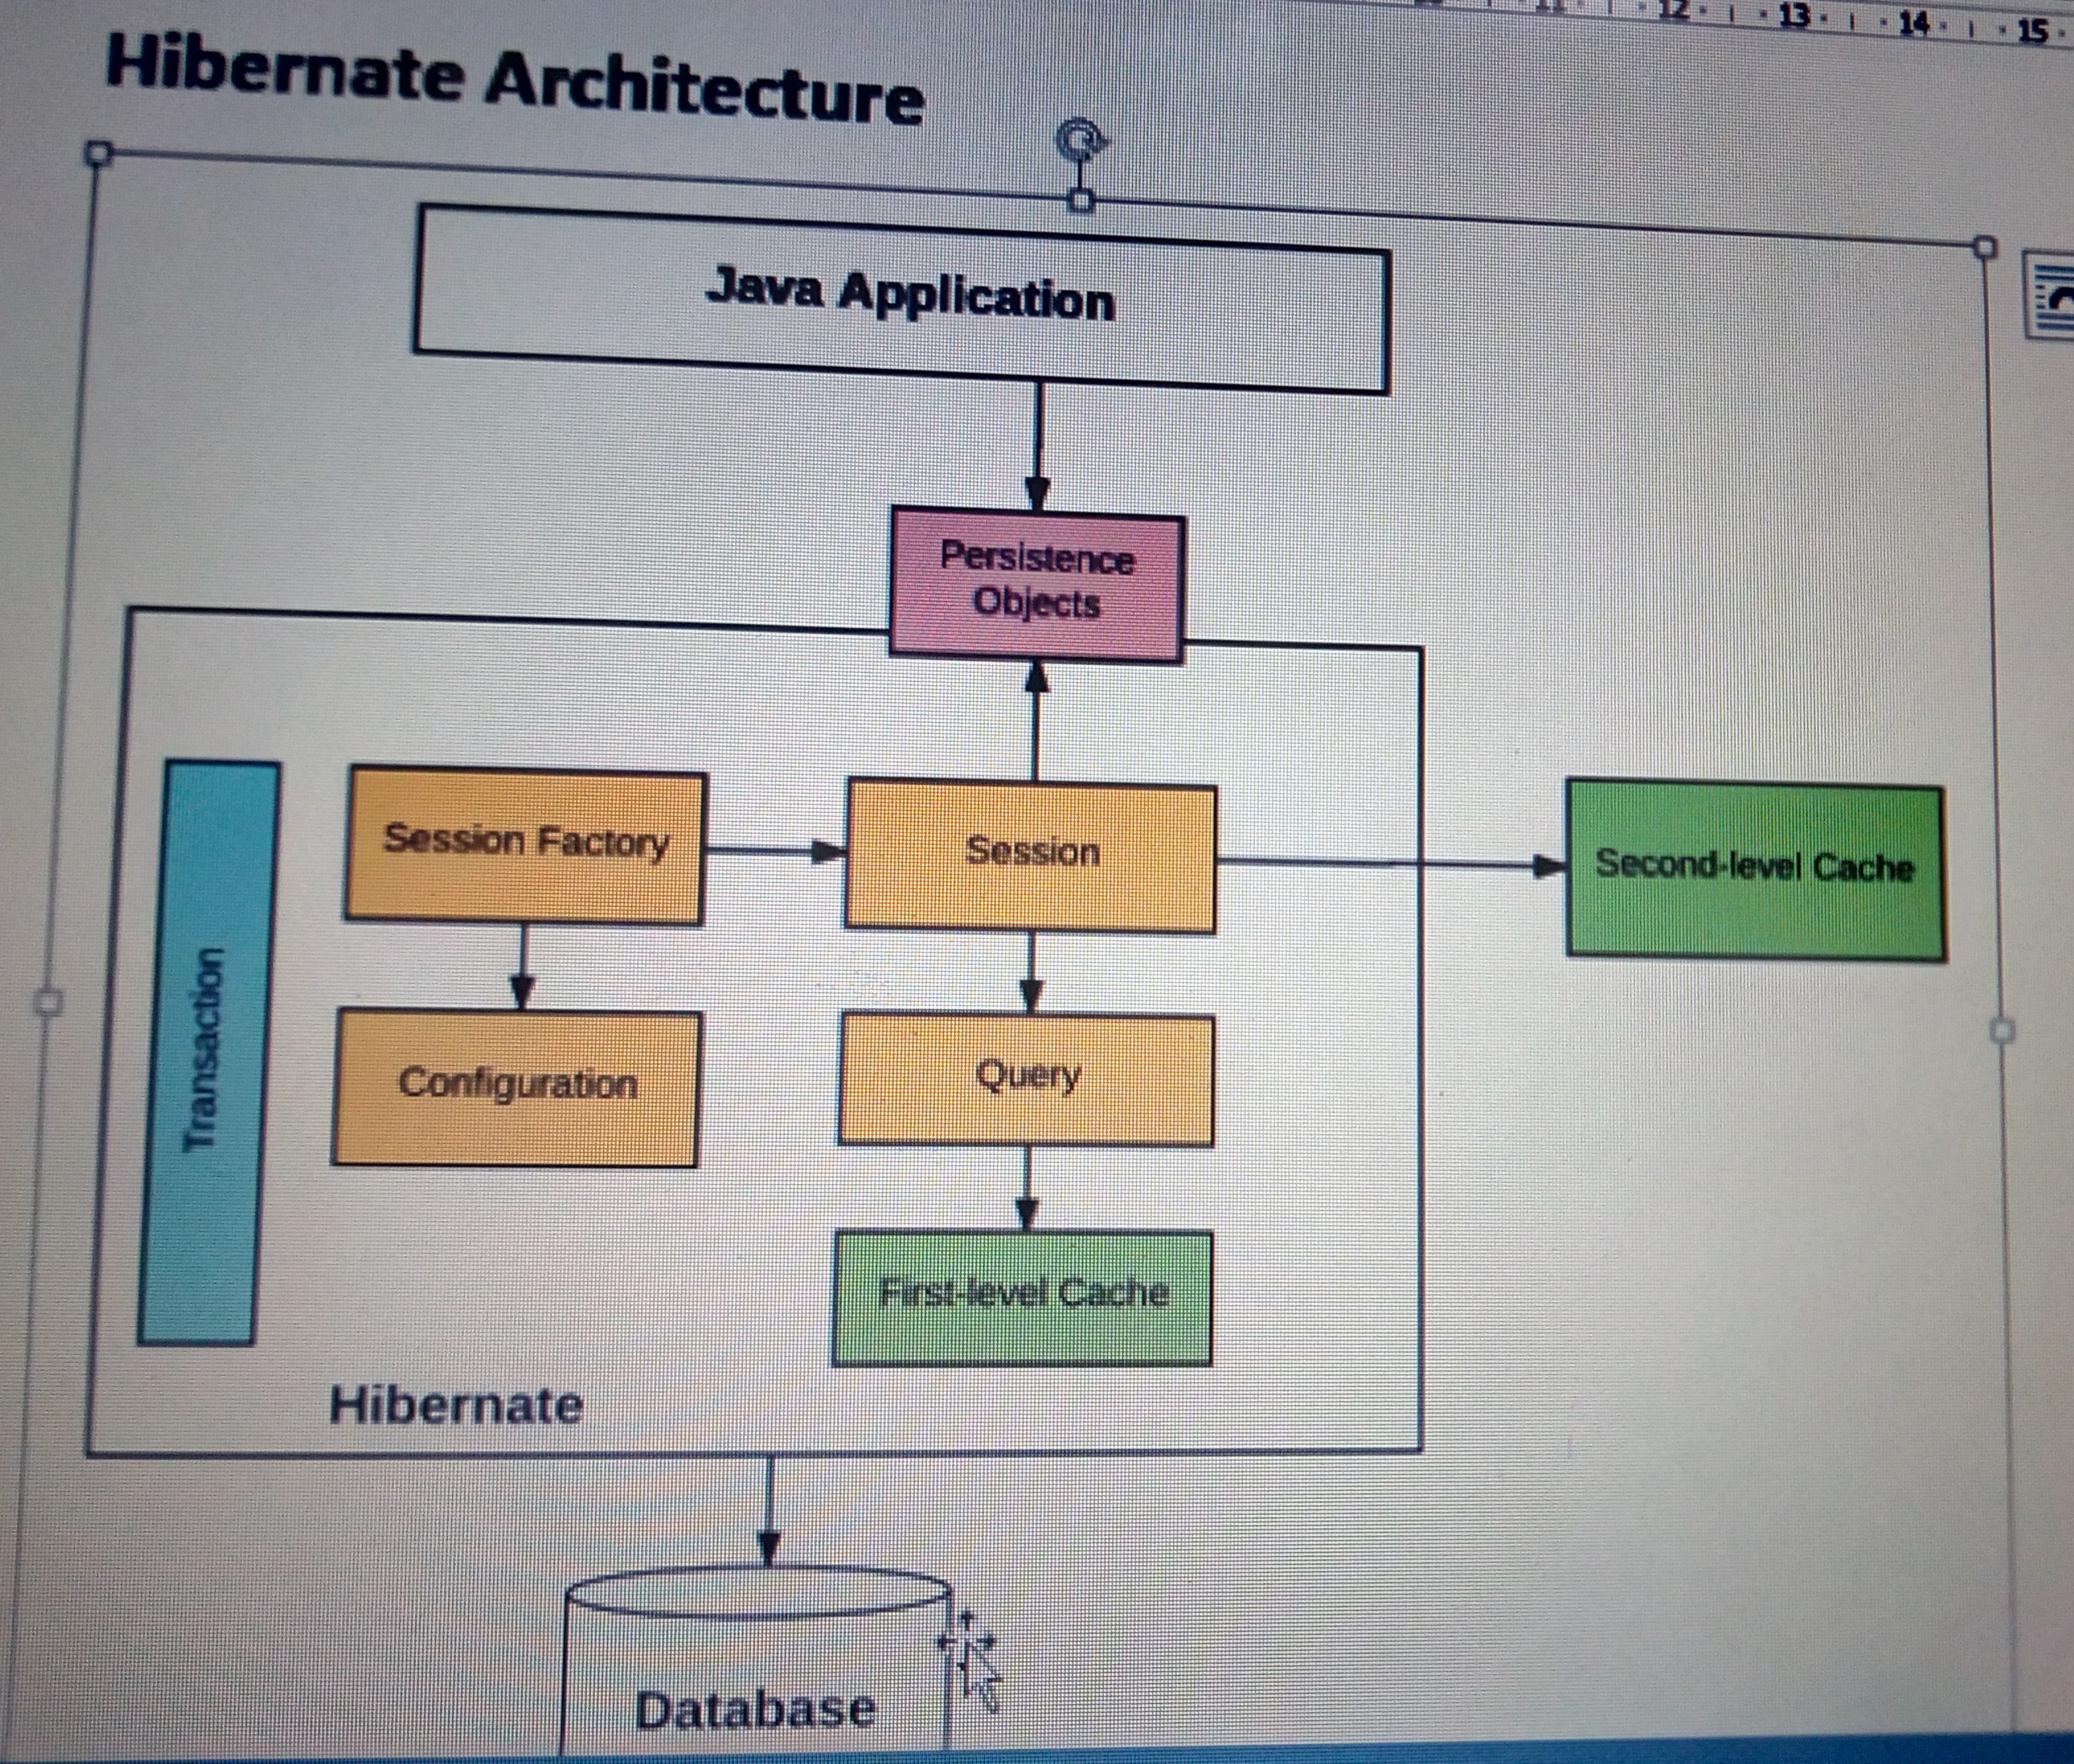 12 13 14 15
Hibernate Architecture
Java Application
Persistence
Objects
Session Factory
Session
Second-level Cache
Transaction
Configuration
Query
First-level Cache
Hibernate
Database